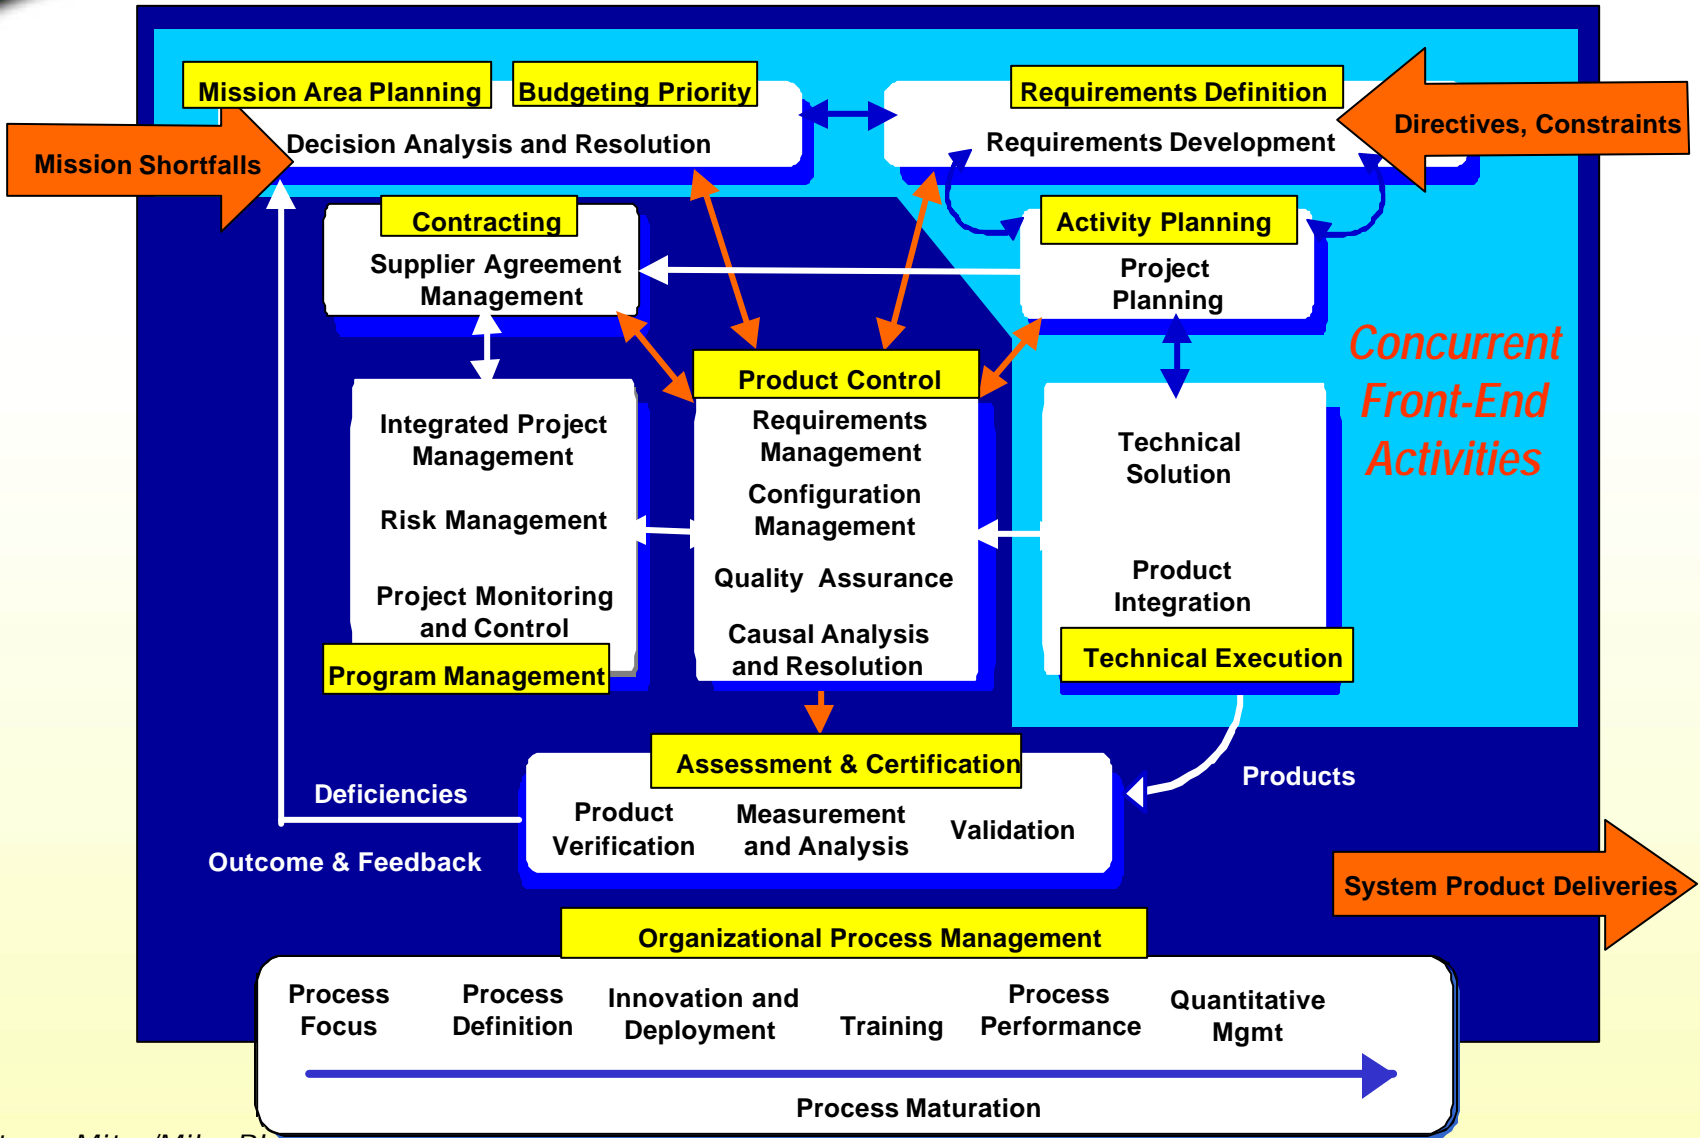 Mission Area Planning
Budgeting Priority
Requirements Definition
Decision Analysis and Resolution
Requirements Development
Directives, Constraints
Mission Shortfalls
Contracting
Supplier Agreement
Management
Activity Planning
Project
Planning
Concurrent
Front-End
Activities
Product Control
Requirements
Management
Configuration
Management
Quality Assurance
Causal Analysis
and Resolution
Integrated Project
Management
Risk Management
Project Monitoring
and Control
Program Management
Technical
Solution
Product
Integration
Technical Execution
Assessment & Certification
Product
Verification
Measurement
and Analysis
Validation
Products
Deficiencies
Outcome & Feedback
System Product Deliveries
Organizational Process Management
Process
Focus
Process
Definition
Innovation and
Deployment
Training
Process
Performance
Quantitative
Mgmt
Process Maturation